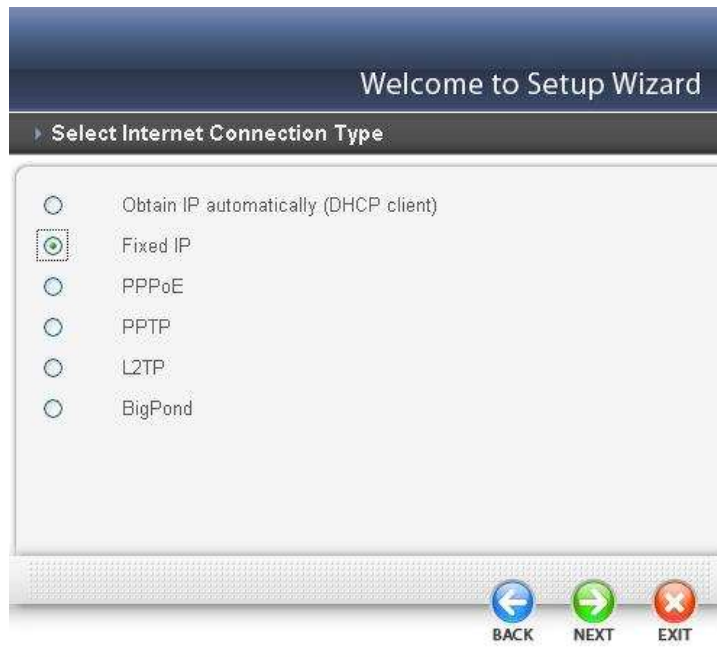 Welcome to Setup Wizard
Select Internet Connection Type
Obtain IP automatically (DHCP client)
Fixed IP
PPPoE
PPTP
L2TP
BigPond
BACK NEXT EXIT